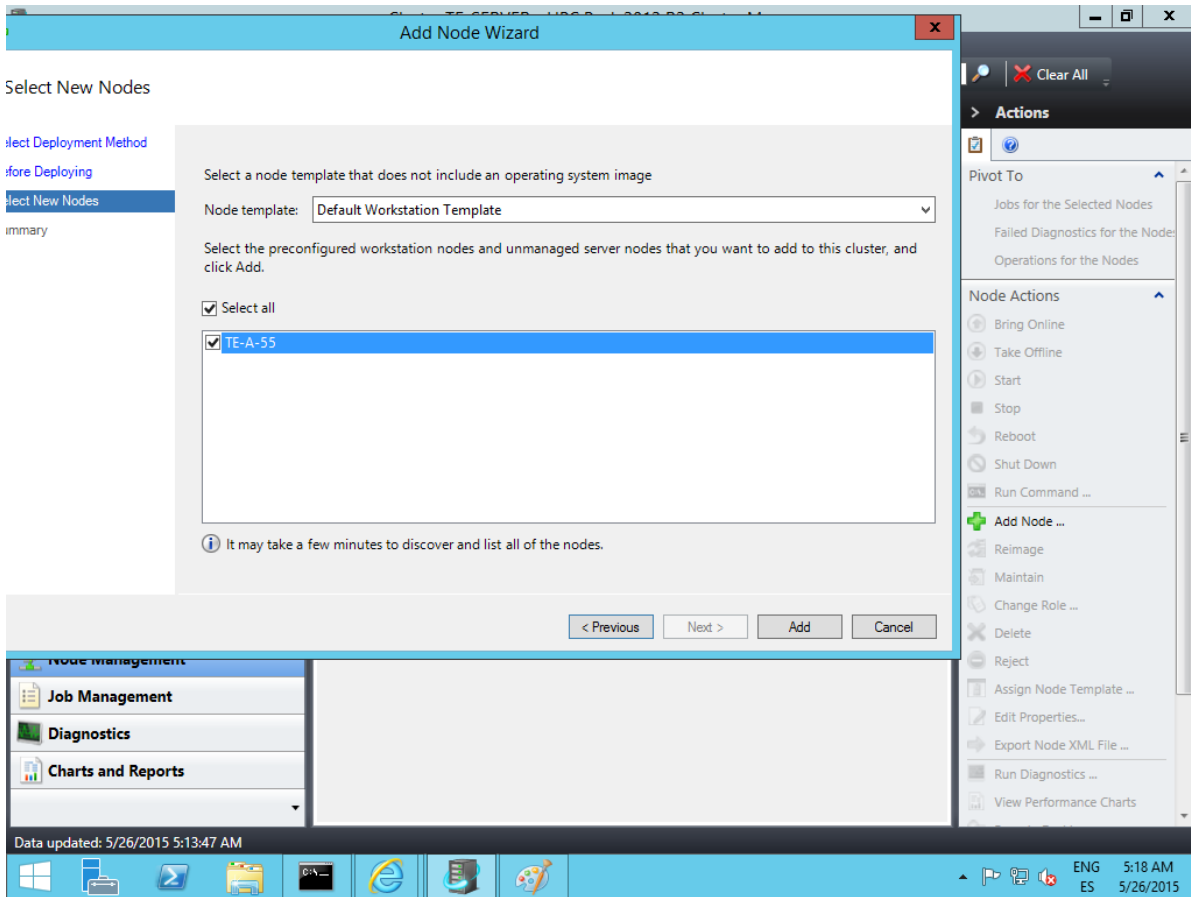 Add Node Wizard
x
x
Select New Nodes
Clear All
Actions
elect Deployment Method
efore Deploying
elect New Nodes
ummary
Select a node template that does not include an operating system image
Node template: Default Workstation Template
Select the preconfigured workstation nodes and unmanaged server nodes that you want to add to this cluster, and
click Add.
Select all
TE-A-55
It may take a few minutes to discover and list all of the nodes.
< Previous
Next >
Add
Cancel
Pivot To
Jobs for the Selected Nodes
Failed Diagnostics for the Nodes
Operations for the Nodes
Node Actions
Bring Online
Take Offline
Start
Stop
Reboot
Shut Down
Run Command ...
Add Node ...
Reimage
Maintain
Change Role ...
Delete
Reject
Assign Node Template ...
Edit Properties...
Export Node XML File ...
Run Diagnostics ...
View Performance Charts
Node Management
Job Management
Diagnostics
Charts and Reports
Data updated: 5/26/2015 5:13:47 AM
ENG
ES
5:18 AM
5/26/2015